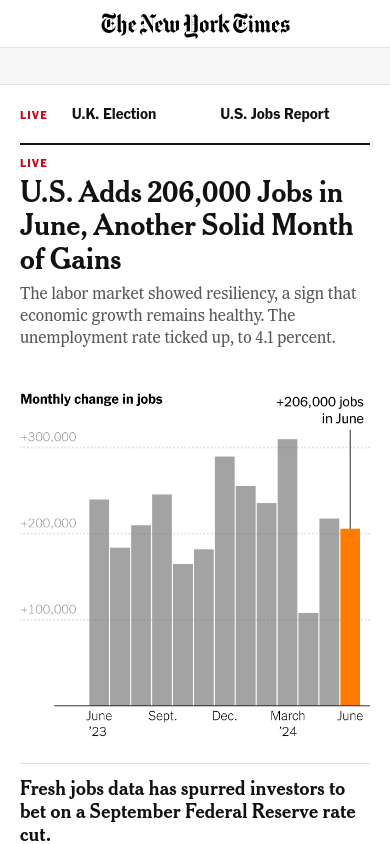 The New York Times
LIVE U.K. Election U.S. Jobs Report
LIVE
U.S. Adds 206,000 Jobs in
June, Another Solid Month
of Gains
The labor market showed resiliency, a sign that
economic growth remains healthy. The
unemployment rate ticked up, to 4.1 percent.
Monthly change in jobs
+206,000 jobs
in June
+300,000
+200,000
+100,000
June Sept. Dec. March June
’23 ’24
Fresh jobs data has spurred investors to
bet on a September Federal Reserve rate
cut.